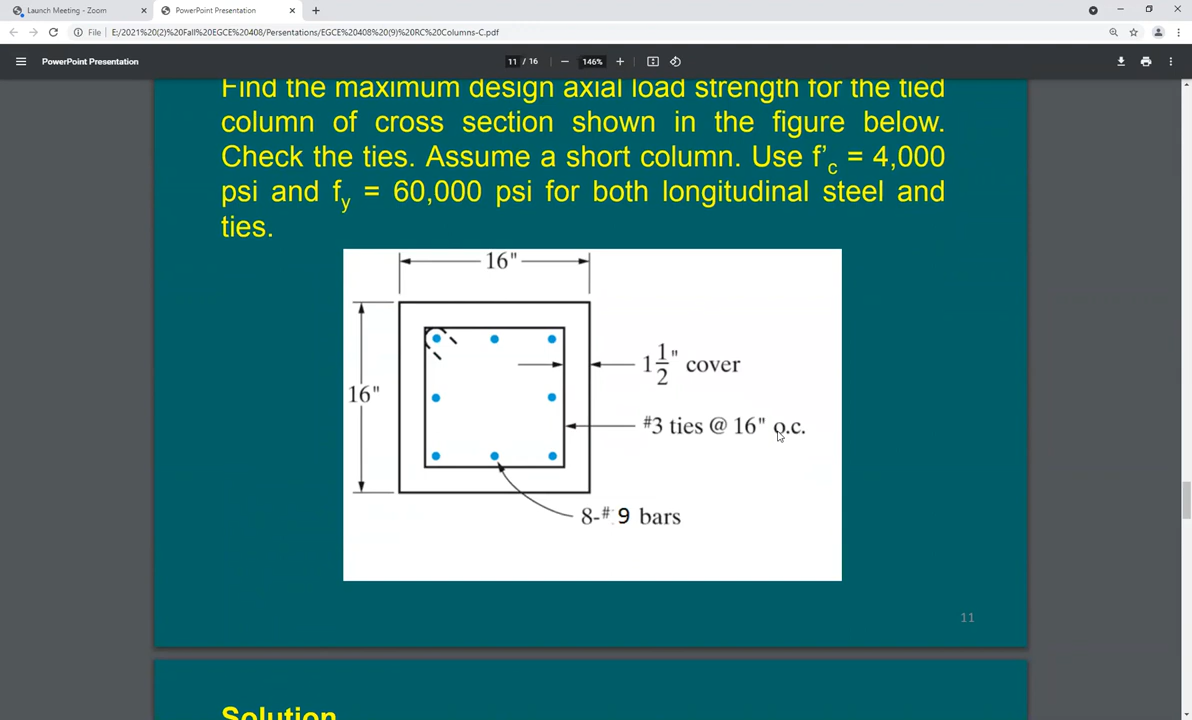 Launch Meeting - Zoom
PowerPoint Presentation
File
E:/2021%20(2)%20Fall%20EGCE%20408/Persentations/EGCE%20408%20(9)%20RC%20Columns-C.pdf
PowerPoint Presentation
11 / 16
146%
Find the maximum design axial load strength for the tied
column of cross section shown in the figure below.
Check the ties. Assume a short column. Use f'c = 4,000
psi and fy = 60,000 psi for both longitudinal steel and
ties.
16"
16"
1 1/2" cover
#3 ties @ 16" o.c.
8-#9 bars
11
Solution